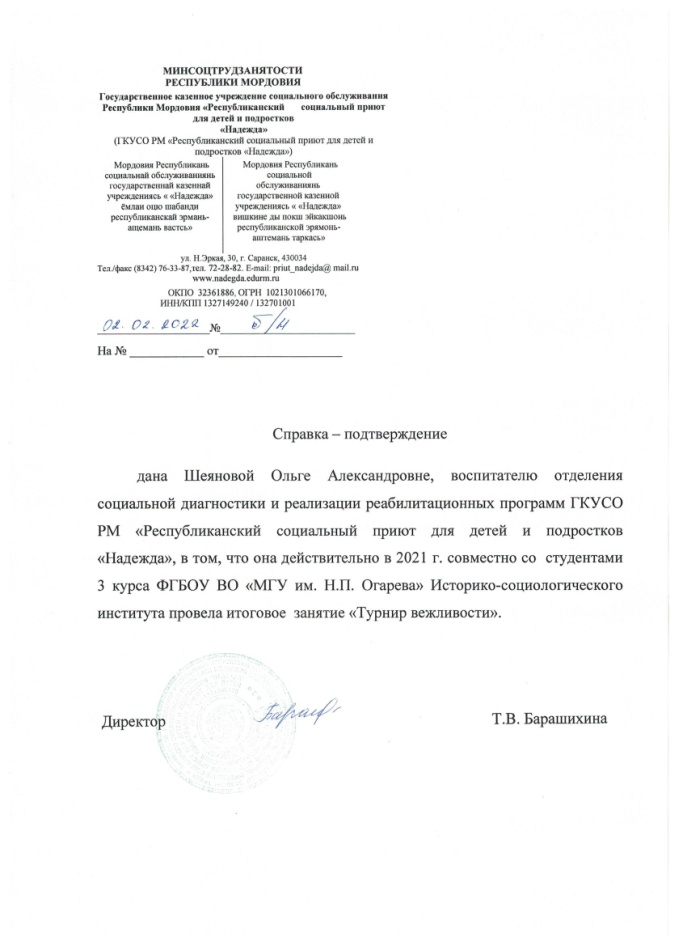 МИНСОЦТРУДЗАНЯТОСТИ
РЕСПУБЛИКИ МОРДОВИЯ
Государственное казенное учреждение социального обслуживания
Республики Мордовия «Республиканский социальный приют
для детей и подростков
«Надежда»
(ГКУСО РМ «Республиканский социальный приют для детей и
подростков «Надежда»)
Мордовия Республикань
социальнай обслуживаниянь
государственнай казеннай
учреждениясь « «Надежда»
ёмлаи оцю шабанди
республиканскай эрмань-
ащемань вастсь»
Мордовия Республикань
социальной
обслуживаниянь
государственной казенной
учреждениясь « «Надежда»
вишкине ды покш эйкакшонь
республиканской эрямонь-
аштемань таркась»
ул. Н.Эркая, 30, г. Саранск, 430034
Тел./факс (8342) 76-33-87,тел. 72-28-82. E-mail: priut_nadejda@ mail.ru
www.nadegda.edurm.ru
ОКПО 32361886, ОГРН 1021301066170,
ИНН/КПП 1327149240 / 132701001
02. 02. 2022 № б/н
На № ____________ от____________________
Справка – подтверждение
дана Шеяновой Ольге Александровне, воспитателю отделения
социальной диагностики и реализации реабилитационных программ ГКУСО
РМ «Республиканский социальный приют для детей и подростков
«Надежда», в том, что она действительно в 2021 г. совместно со студентами
3 курса ФГБОУ ВО «МГУ им. Н.П. Огарева» Историко-социологического
института провела итоговое занятие «Турнир вежливости».
Директор Т.В. Барашихина